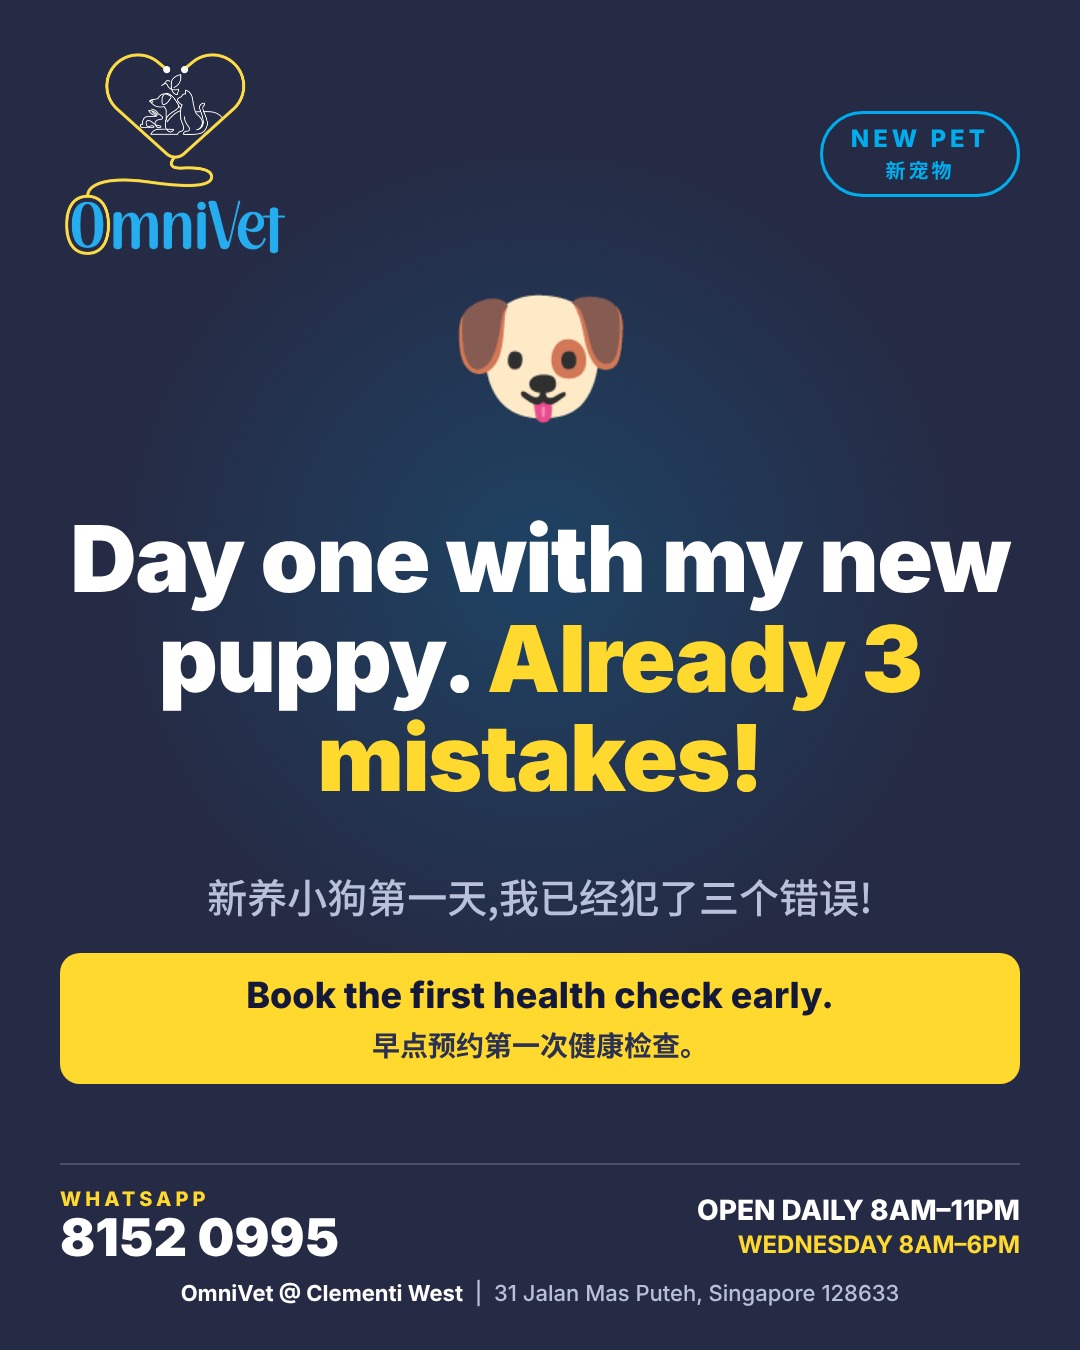 OmniVet
NEW PET
新宠物
Day one with my new
puppy. Already 3
mistakes!
新养小狗第一天,我已经犯了三个错误!
Book the first health check early.
早点预约第一次健康检查。
WHATSAPP
8152 0995
OPEN DAILY 8AM–11PM
WEDNESDAY 8AM–6PM
OmniVet @ Clementi West | 31 Jalan Mas Puteh, Singapore 128633